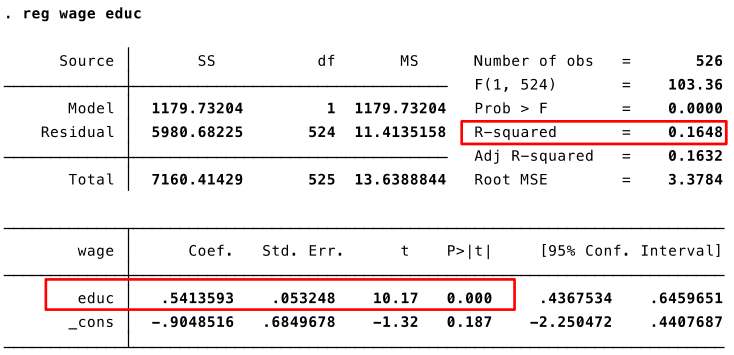 . reg wage educ
Source | SS df MS Number of obs = 526
F(1, 524) = 103.36
Model | 1179.73204 1 1179.73204 Prob > F = 0.0000
Residual | 5980.68225 524 11.4135158 R-squared = 0.1648
Adj R-squared = 0.1632
Total | 7160.41429 525 13.6388844 Root MSE = 3.3784
wage | Coef. Std. Err. t P>|t| [95% Conf. Interval]
educ | .5413593 .053248 10.17 0.000 .4367534 .6459651
_cons | -.9048516 .6849678 -1.32 0.187 -2.250472 .4407687